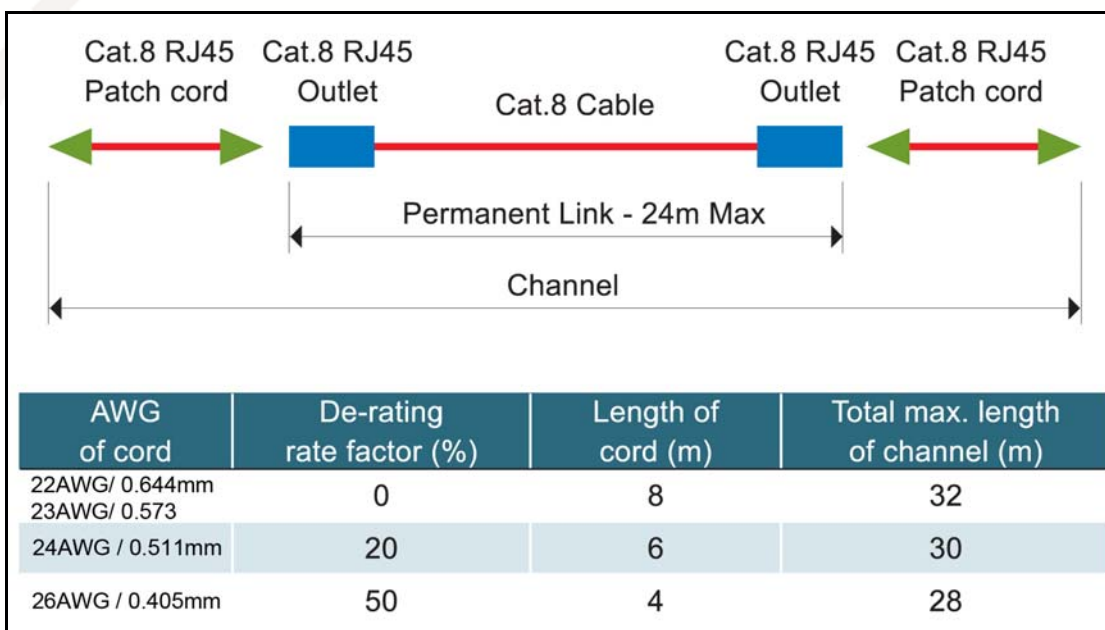 Cat.8 RJ45 Cat.8 RJ45 Cat.8 RJ45 Cat.8 RJ45
Patch cord Outlet Outlet Patch cord
Cat.8 Cable
Permanent Link - 24m Max
Channel
AWG De-rating Length of Total max. length
of cord rate factor (%) cord (m) of channel (m)
22AWG/ 0.644mm
23AWG/ 0.573
0 8 32
24AWG / 0.511mm 20 6 30
26AWG / 0.405mm 50 4 28